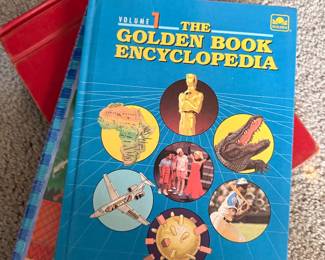 VOLUME 1
THE
GOLDEN BOOK
ENCYCLOPEDIA